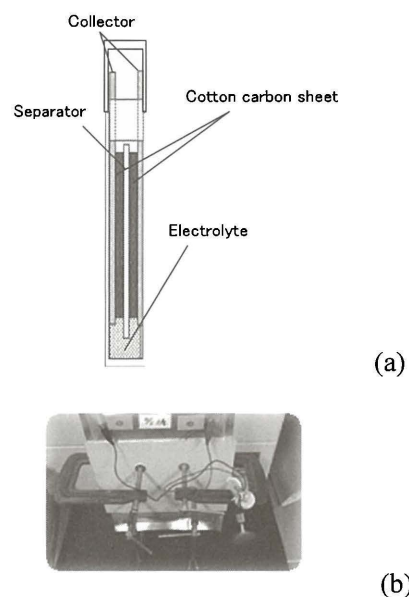 Collector
Separator
Cotton carbon sheet
Electrolyte
(a)
(b)